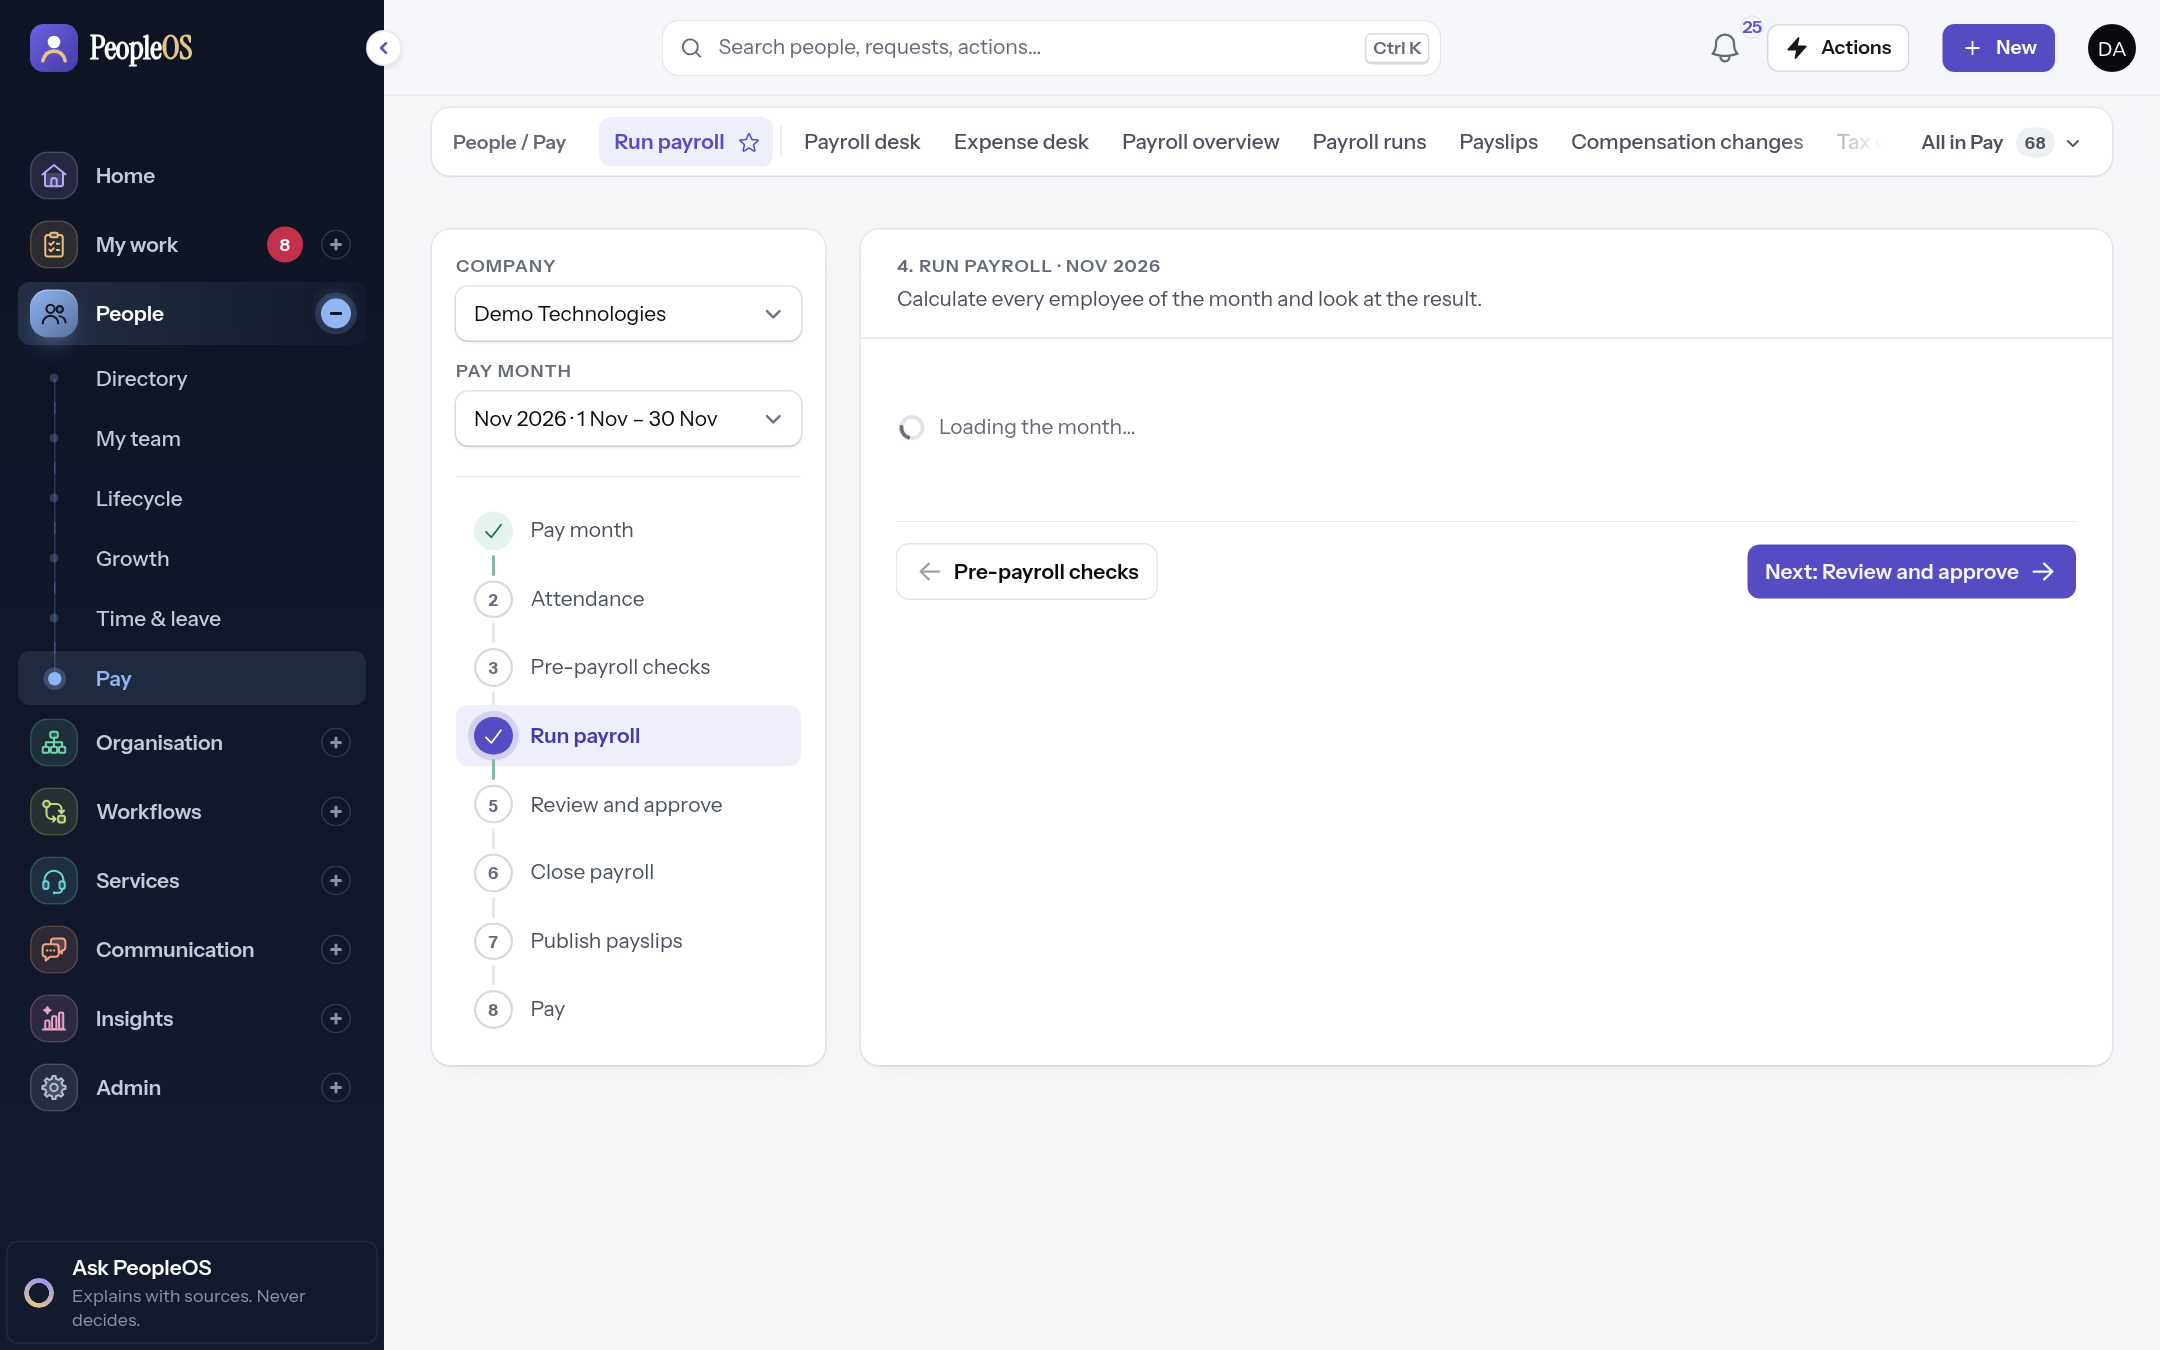 PeopleOS
Search people, requests, actions...
Ctrl K
25
Actions
New
DA
Home
My work
8
People
Directory
My team
Lifecycle
Growth
Time & leave
Pay
Organisation
Workflows
Services
Communication
Insights
Admin
Ask PeopleOS
Explains with sources. Never
decides.
People / Pay
Run payroll
Payroll desk
Expense desk
Payroll overview
Payroll runs
Payslips
Compensation changes
Tax
All in Pay
68
COMPANY
Demo Technologies
PAY MONTH
Nov 2026 · 1 Nov – 30 Nov
Pay month
2 Attendance
3 Pre-payroll checks
Run payroll
5 Review and approve
6 Close payroll
7 Publish payslips
8 Pay
4. RUN PAYROLL · NOV 2026
Calculate every employee of the month and look at the result.
Loading the month...
Pre-payroll checks
Next: Review and approve